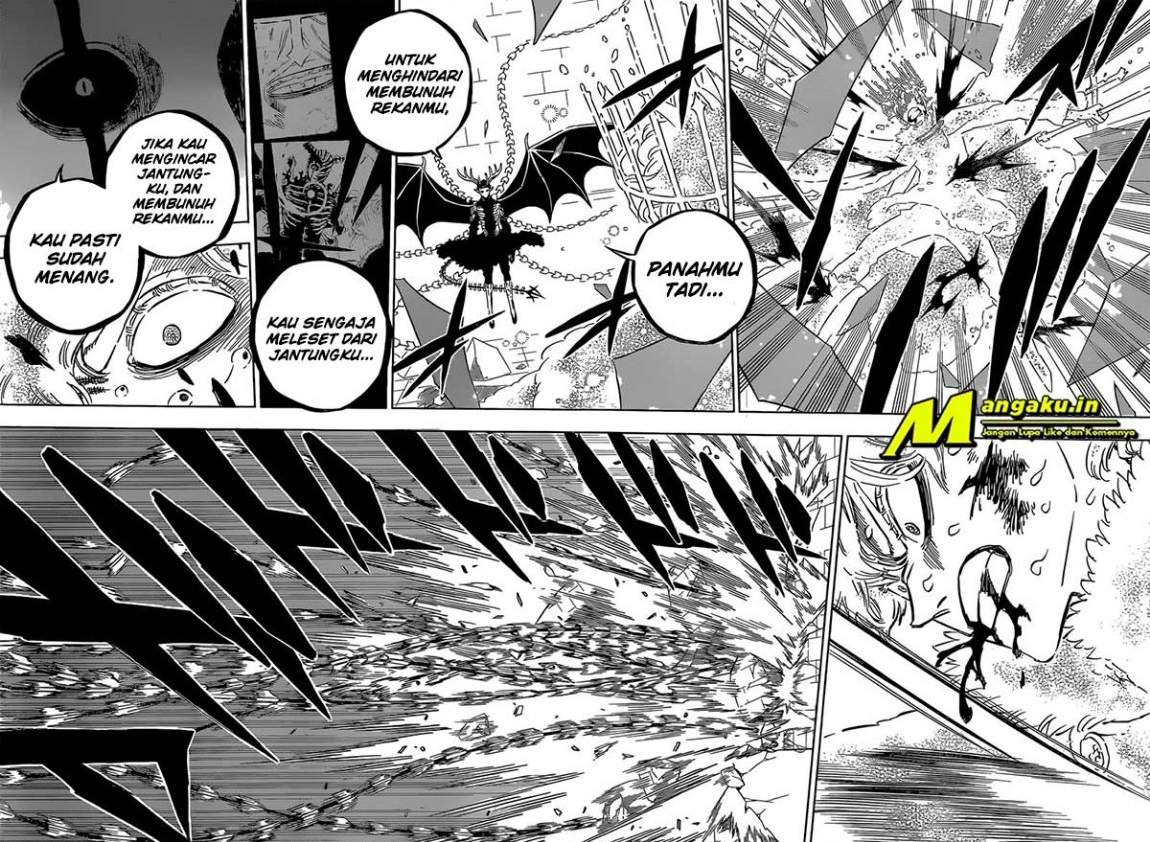 PANAHMU
TADI...
UNTUK
MENGHINDARI
MEMBUNUH
REKANMU,
KAU SENGAJA
MELESET DARI
JANTUNGKU...
JIKA KAU
MENGINCAR
JANTUNG-
KU, DAN
MEMBUNUH
REKANMU...
KAU PASTI
SUDAH
MENANG.
Mangaku.in
Jangan Lupa Like dan Komennya